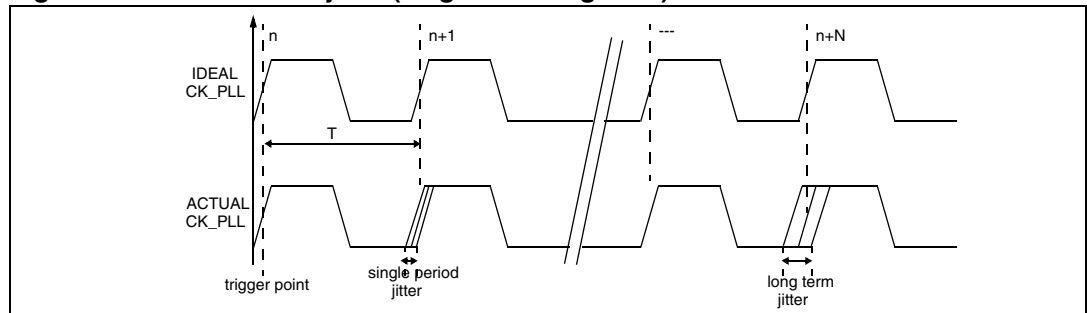 n
n+1
---
n+N
IDEAL
CK_PLL
T
ACTUAL
CK_PLL
trigger point
single period
jitter
long term
jitter